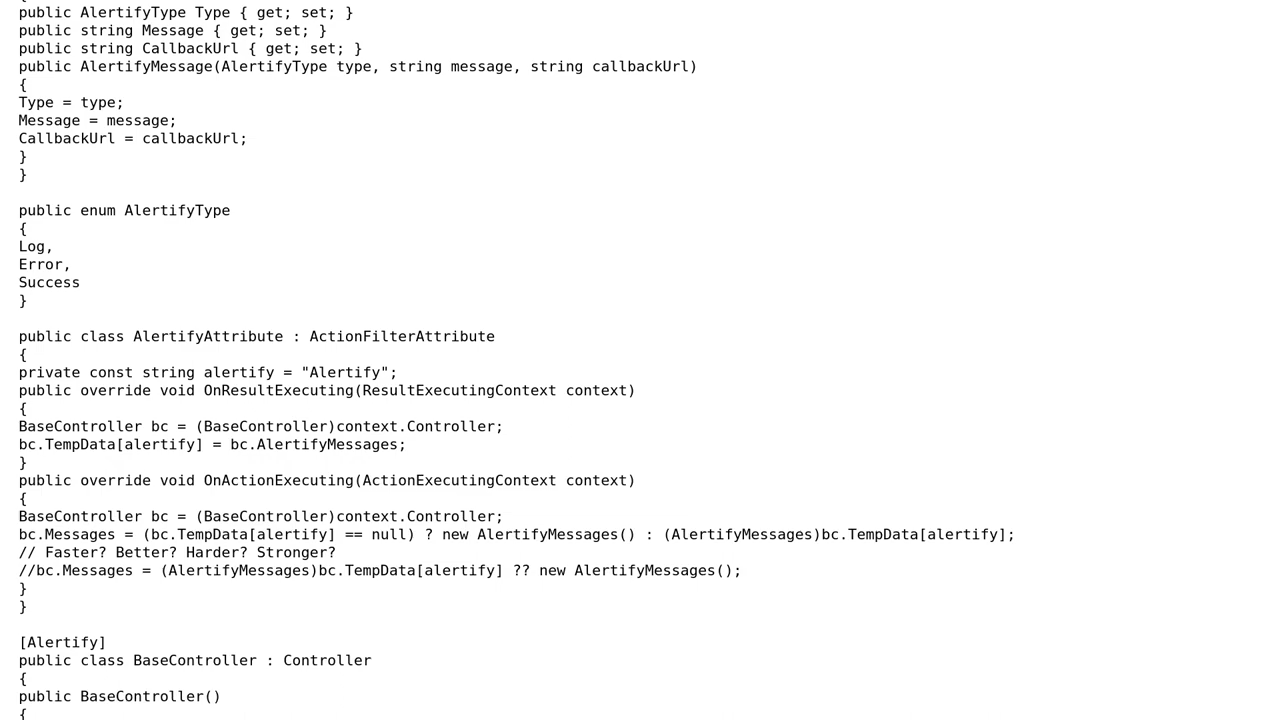 public AlertifyType Type { get; set; }
public string Message { get; set; }
public string CallbackUrl { get; set; }
public AlertifyMessage(AlertifyType type, string message, string callbackUrl)
{
Type = type;
Message = message;
CallbackUrl = callbackUrl;
}
}

public enum AlertifyType
{
Log,
Error,
Success
}

public class AlertifyAttribute : ActionFilterAttribute
{
private const string alertify = "Alertify";
public override void OnResultExecuting(ResultExecutingContext context)
{
BaseController bc = (BaseController)context.Controller;
bc.TempData[alertify] = bc.AlertifyMessages;
}
public override void OnActionExecuting(ActionExecutingContext context)
{
BaseController bc = (BaseController)context.Controller;
bc.Messages = (bc.TempData[alertify] == null) ? new AlertifyMessages() : (AlertifyMessages)bc.TempData[alertify];
// Faster? Better? Harder? Stronger?
//bc.Messages = (AlertifyMessages)bc.TempData[alertify] ?? new AlertifyMessages();
}
}

[Alertify]
public class BaseController : Controller
{
public BaseController()
{